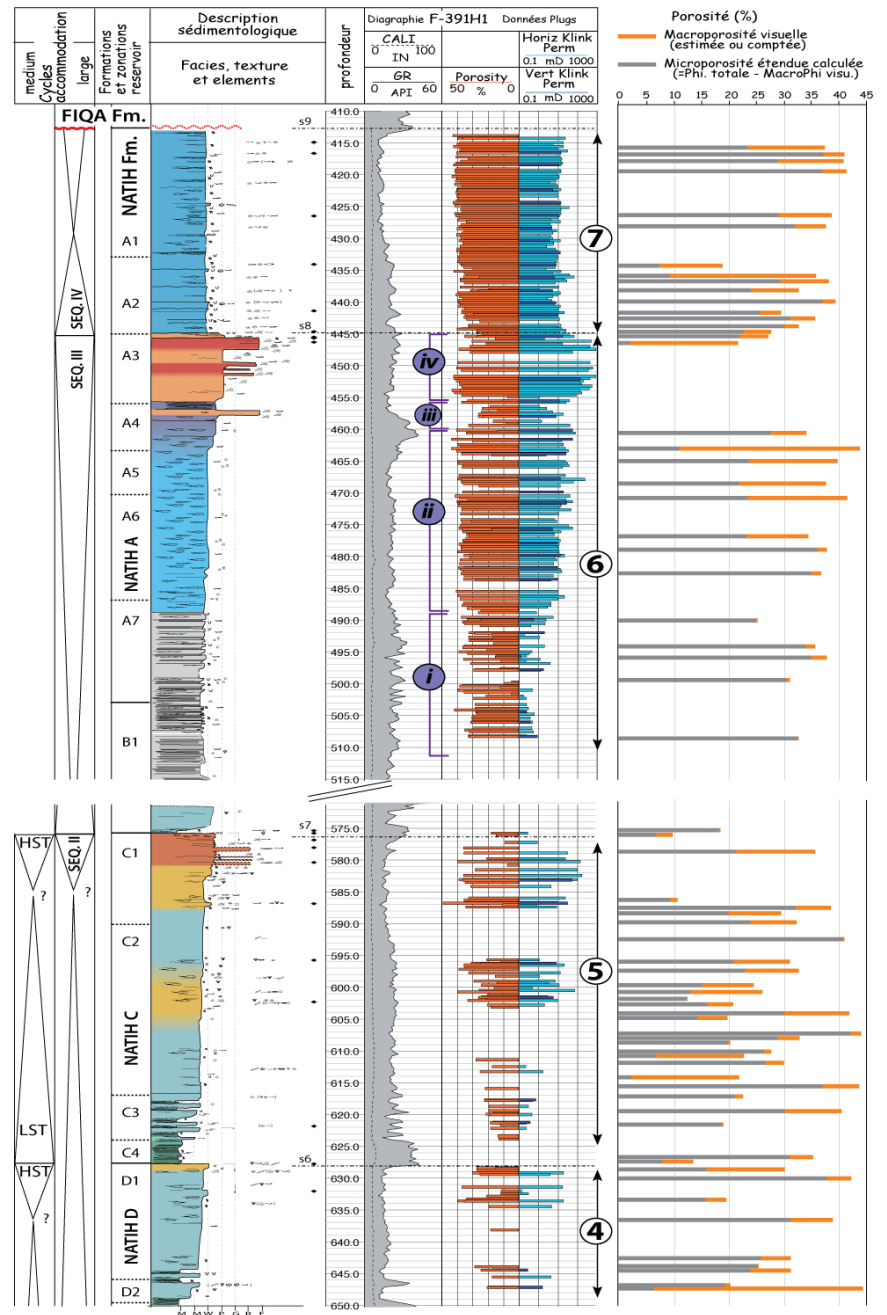 medium
Cycles
accommodation
large
Formations
et zonations
reservoir
Description
sédimentologique
Facies, texture
et elements
profondeur
Diagraphie F-391H1 Données Plugs
CALI
0 100
IN
GR
0 60
API
Porosity
50 0
%
Horiz Klink
Perm
0.1 mD 1000
Vert Klink
Perm
0.1 mD 1000
Porosité (%)
Macroporosité visuelle
(estimée ou comptée)
Microporosité étendue calculée
(=Phi. totale - MacroPhi visu.)
0 5 10 15 20 25 30 35 40 45
FIQA Fm.
s9
NATIH Fm.
A1
A2
SEQ. IV
s8
SEQ. III
A3
A4
A5
A6
NATIH A
A7
B1
410.0
415.0
420.0
425.0
430.0
435.0
440.0
445.0
450.0
455.0
460.0
465.0
470.0
475.0
480.0
485.0
490.0
495.0
500.0
505.0
510.0
515.0
iv
iii
ii
i
7
6
s7
HST
SEQ. II
? ?
C1
C2
NATIH C
C3
LST
C4
s6
HST
D1
?
NATIH D
D2
575.0
580.0
585.0
590.0
595.0
600.0
605.0
610.0
615.0
620.0
625.0
630.0
635.0
640.0
645.0
650.0
5
4